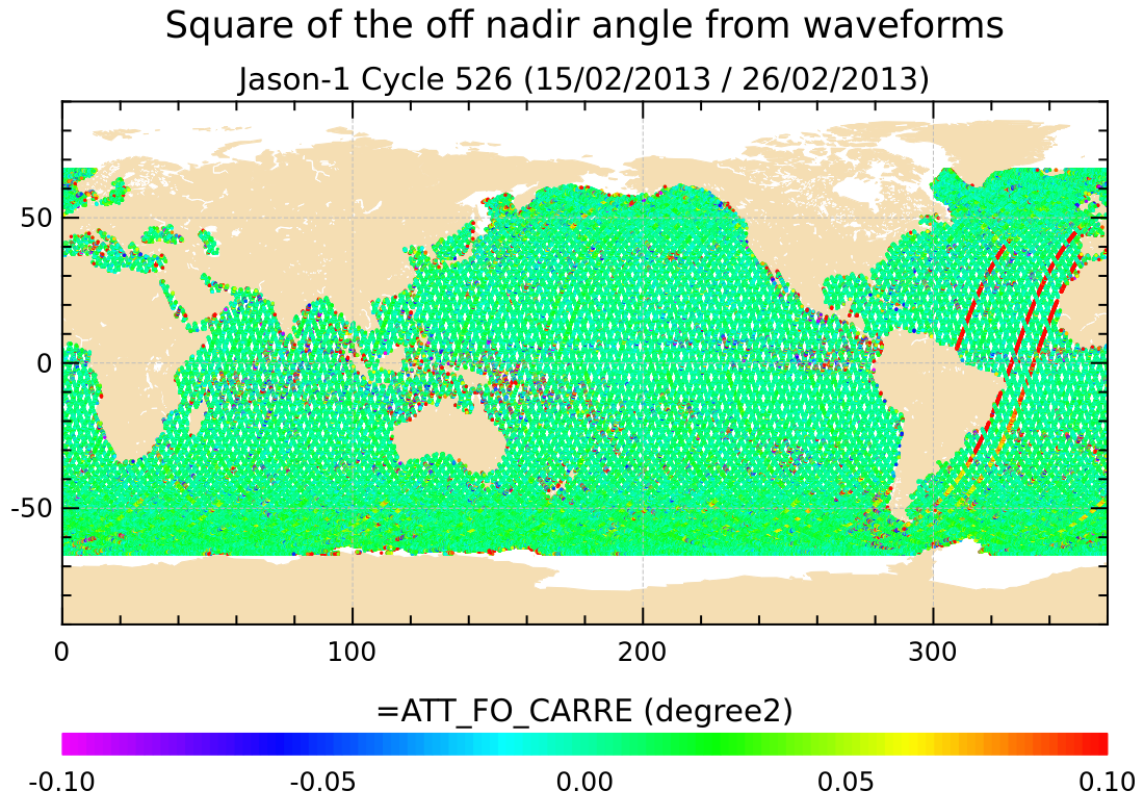 Square of the off nadir angle from waveforms
Jason-1 Cycle 526 (15/02/2013 / 26/02/2013)
50
0
-50
0 100 200 300
=ATT_FO_CARRE (degree2)
-0.10 -0.05 0.00 0.05 0.10